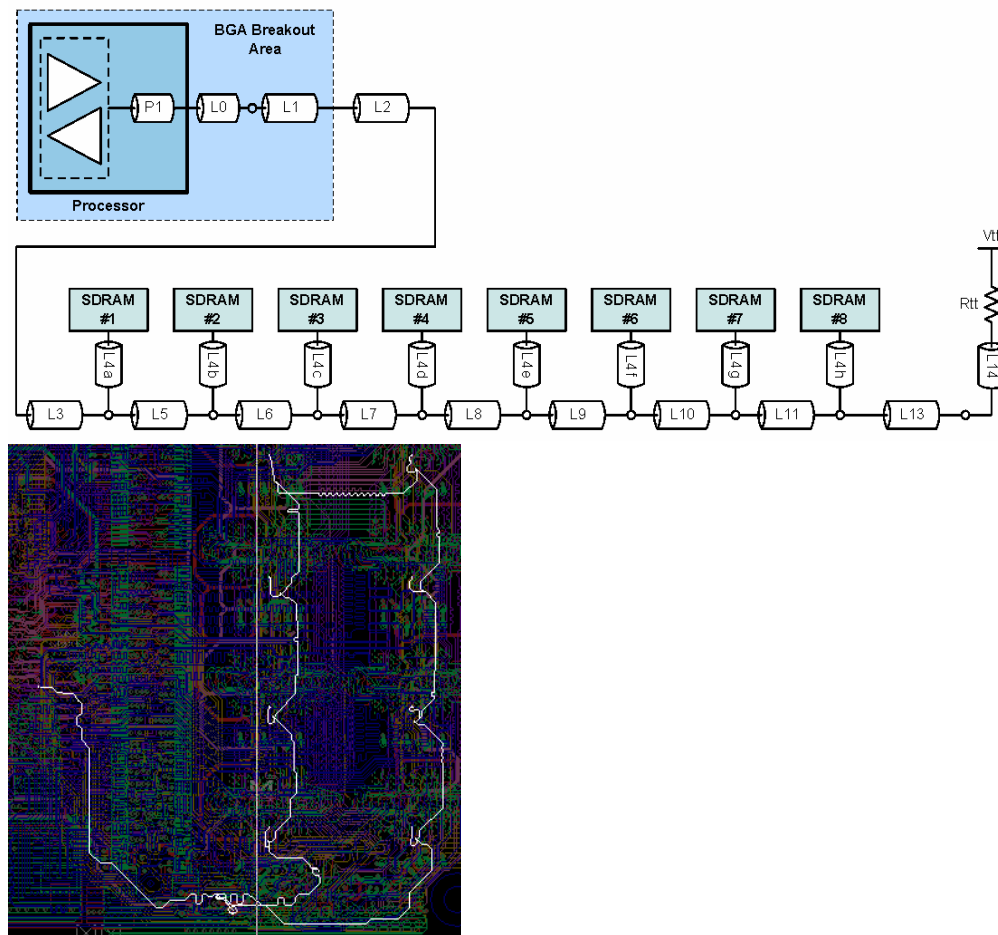 BGA Breakout
Area
P1
L0
L1
L2
Processor
Vtt
Rtt
SDRAM
#1
SDRAM
#2
SDRAM
#3
SDRAM
#4
SDRAM
#5
SDRAM
#6
SDRAM
#7
SDRAM
#8
L4a
L4b
L4c
L4d
L4e
L4f
L4g
L4h
L14
L3
L5
L6
L7
L8
L9
L10
L11
L13